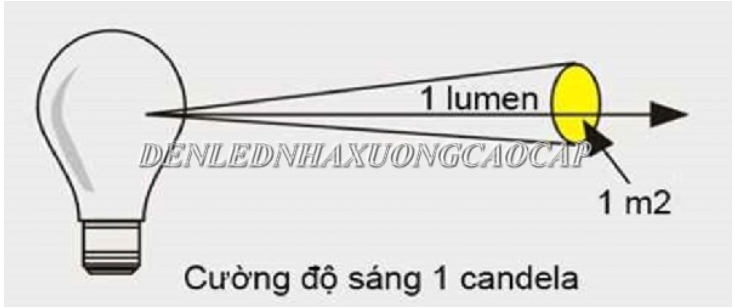 1 lumen
DENLEDNHAXUONGCAOCAP
1 m2
Cường độ sáng 1 candela